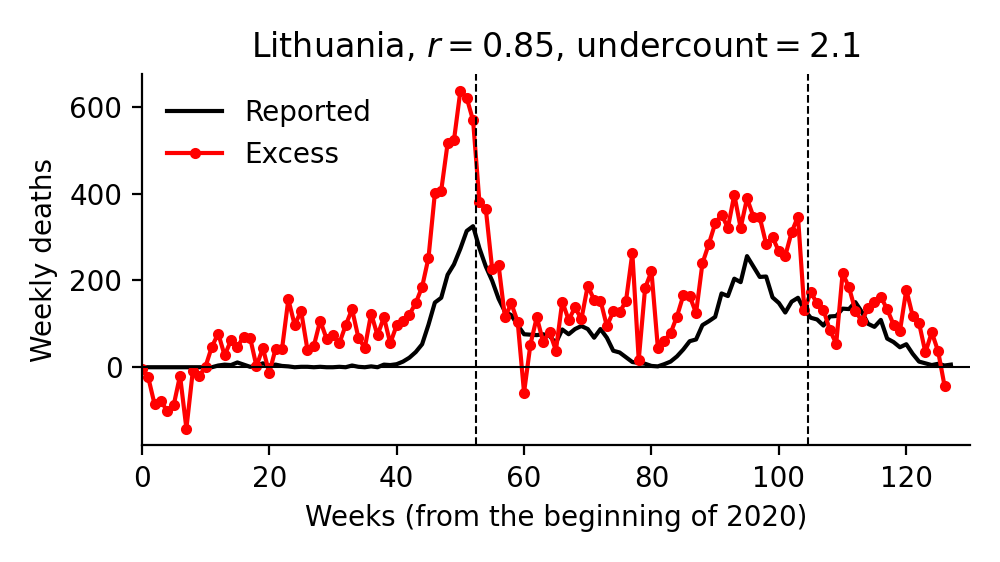 Lithuania, r = 0.85, undercount = 2.1
Reported
Excess
Weekly deaths
600
400
200
0
0 20 40 60 80 100 120
Weeks (from the beginning of 2020)